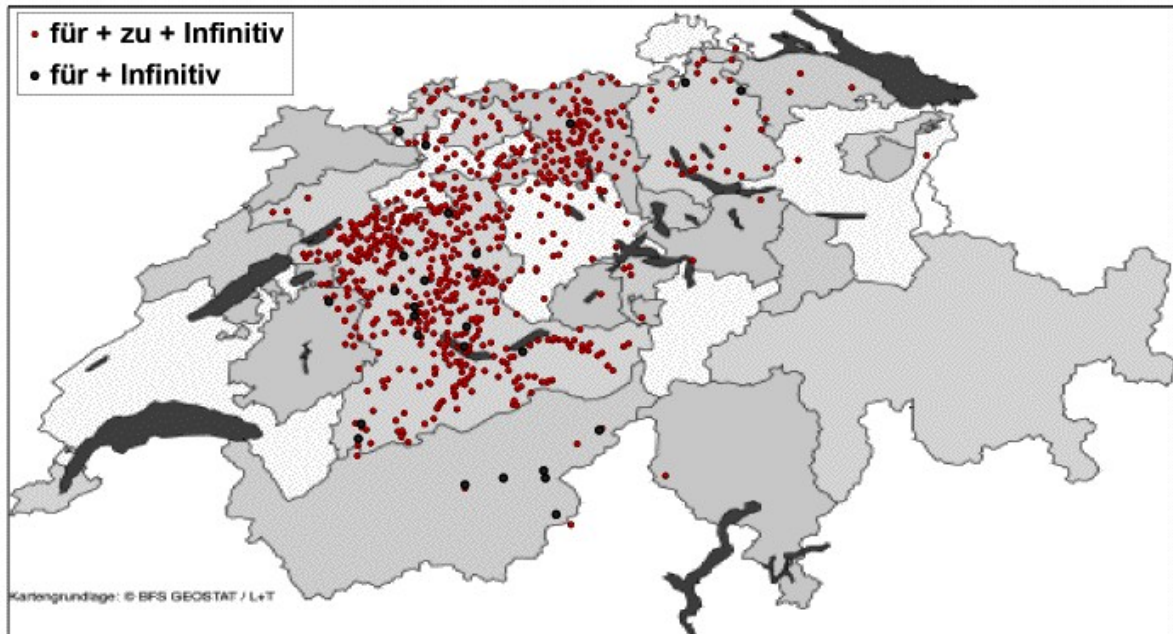 für + zu + Infinitiv
für + Infinitiv
Kartengrundlage: © BFS GEOSTAT / L+T